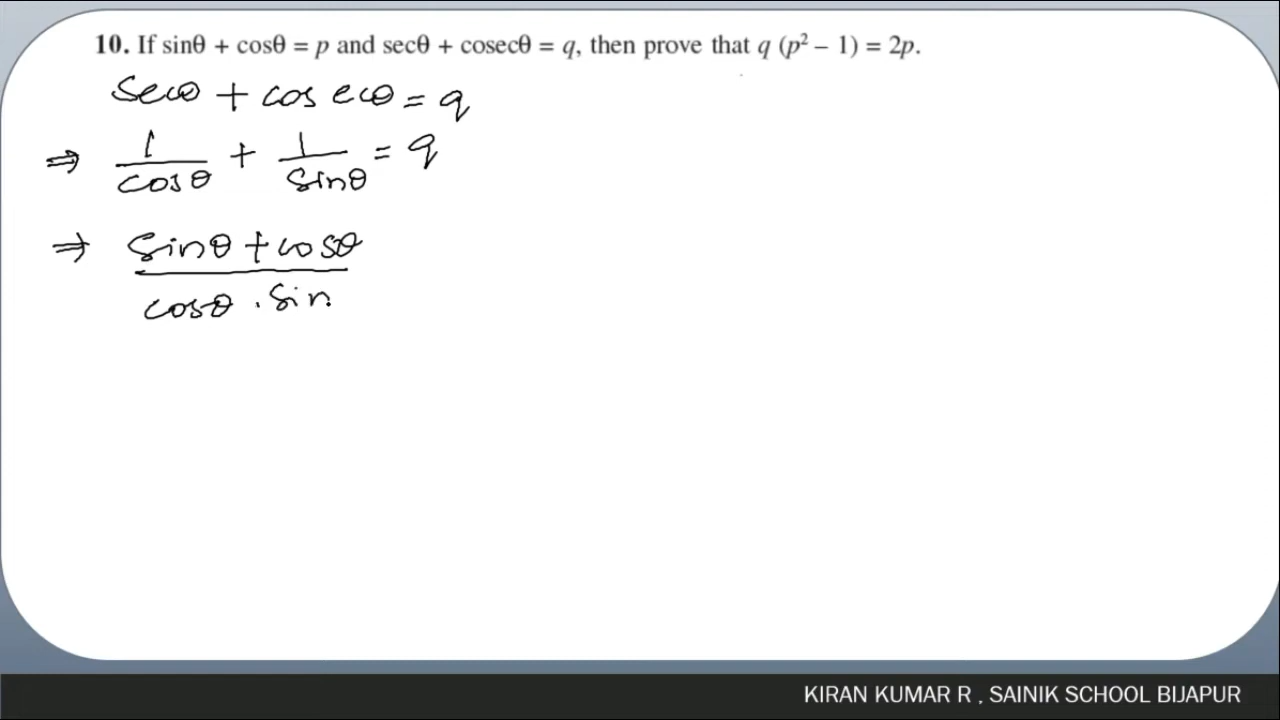 10. If sinθ + cosθ = p and secθ + cosecθ = q, then prove that q (p² – 1) = 2p.
secθ + cosecθ = q
⇒ 1/cosθ + 1/sinθ = q
⇒ sinθ + cosθ / cosθ . sin
KIRAN KUMAR R , SAINIK SCHOOL BIJAPUR